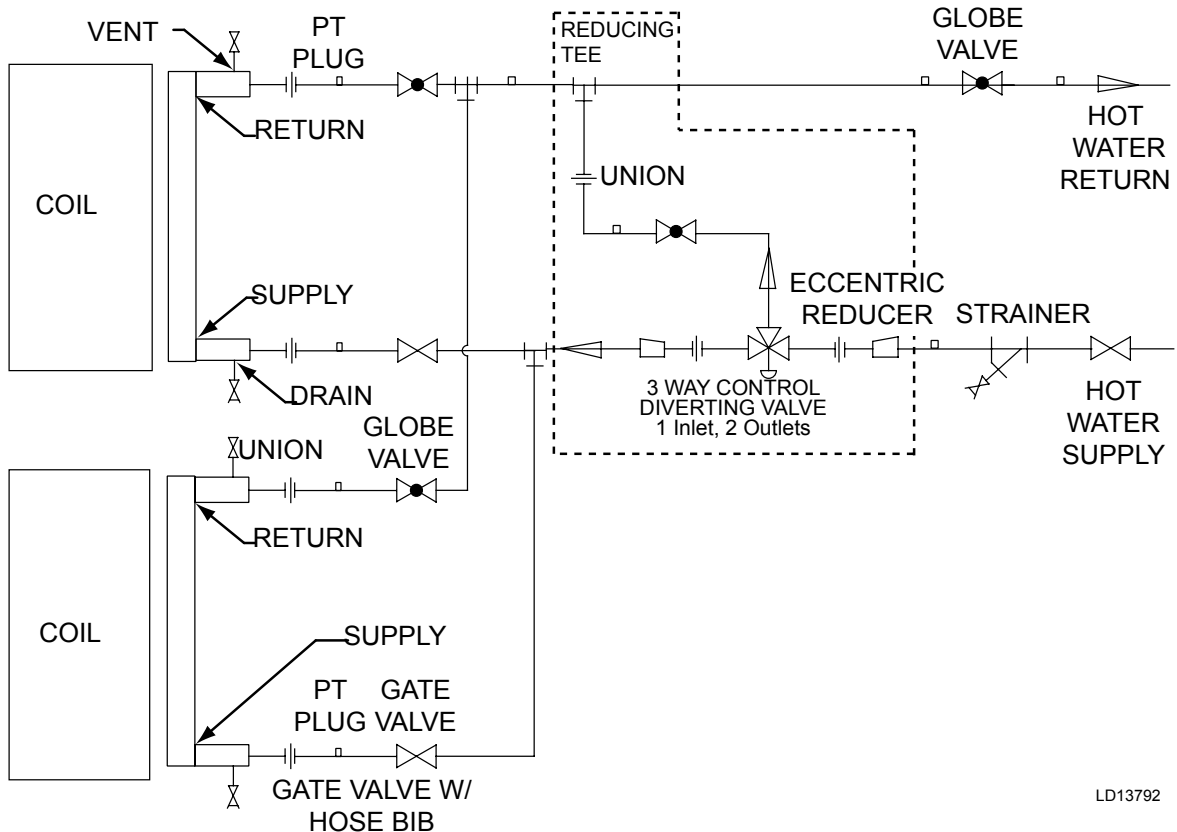 VENT
PT
PLUG
REDUCING
TEE
GLOBE
VALVE
RETURN
HOT
WATER
RETURN
COIL
UNION
SUPPLY
ECCENTRIC
REDUCER
STRAINER
DRAIN
3 WAY CONTROL
DIVERTING VALVE
1 Inlet, 2 Outlets
HOT
WATER
SUPPLY
UNION
GLOBE
VALVE
RETURN
COIL
SUPPLY
PT
PLUG
GATE
VALVE
GATE VALVE W/
HOSE BIB
LD13792